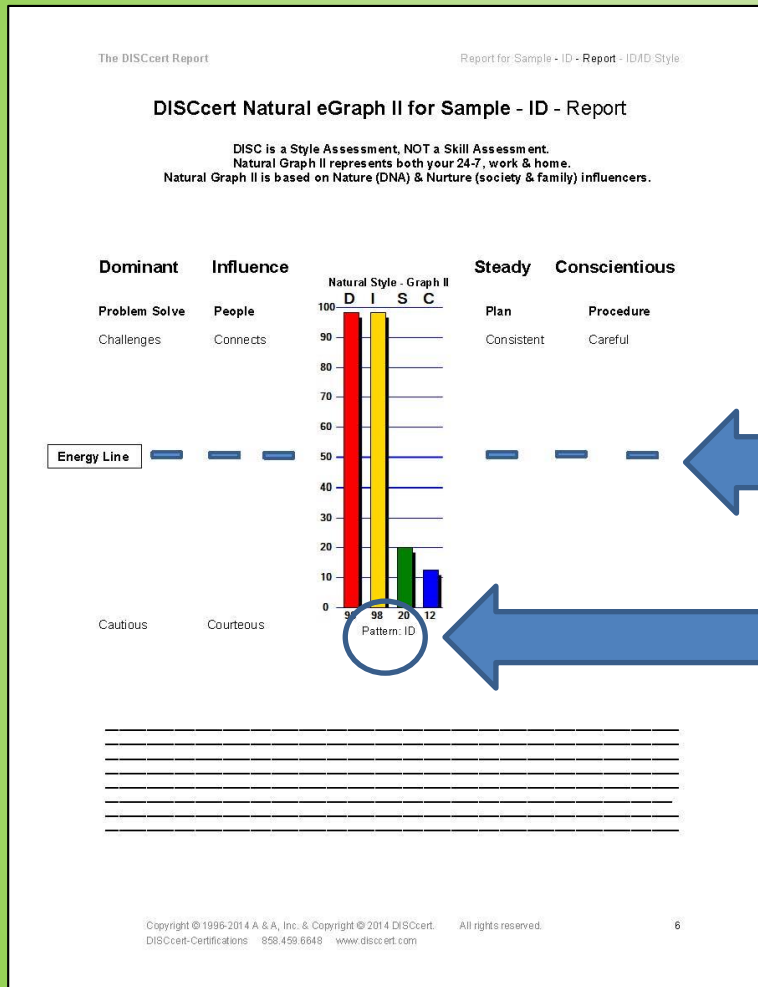 The DISCcert Report
Report for Sample - ID - Report - ID/ID Style
DISCcert Natural eGraph II for Sample - ID - Report
DISC is a Style Assessment, NOT a Skill Assessment.
Natural Graph II represents both your 24-7, work & home.
Natural Graph II is based on Nature (DNA) & Nurture (society & family) influencers.
Dominant Influence
Steady Conscientious
Natural Style - Graph II
D I S C
Problem Solve People
Plan Procedure
Challenges Connects
Consistent Careful
100
90
80
70
60
50
40
30
20
10
0
Energy Line
98 20 12
Pattern: ID
Cautious Courteous
Copyright © 1996-2014 A & A, Inc. & Copyright © 2014 DISCcert. All rights reserved. 6
DISCcert-Certifications 858.459.6648 www.disccert.com